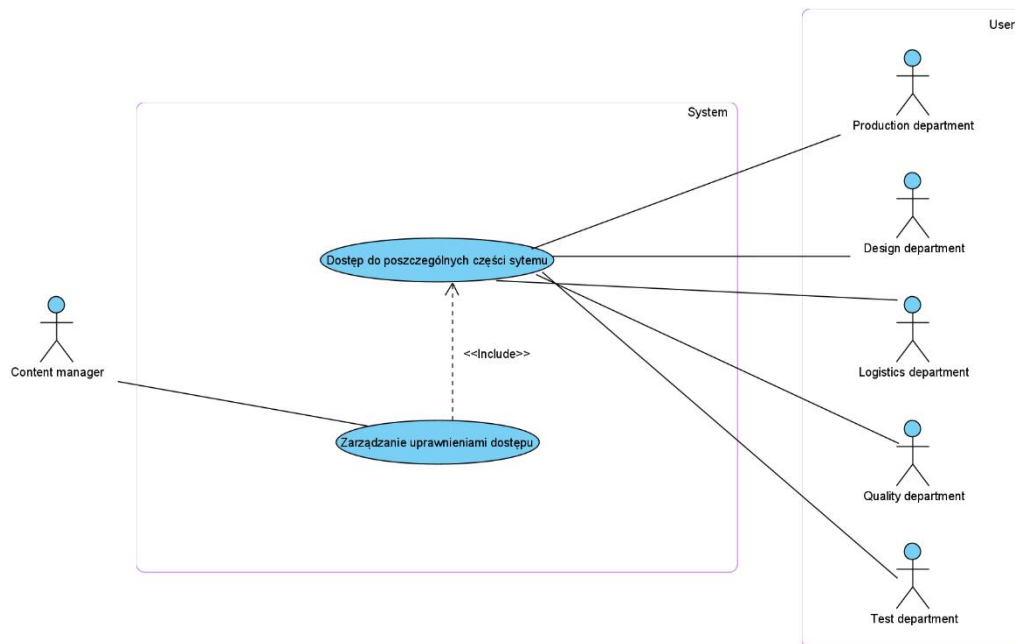 User
Production department
System
Design department
Dostęp do poszczególnych części sytemu
Content manager
<<Include>>
Logistics department
Zarządzanie uprawnieniami dostępu
Quality department
Test department